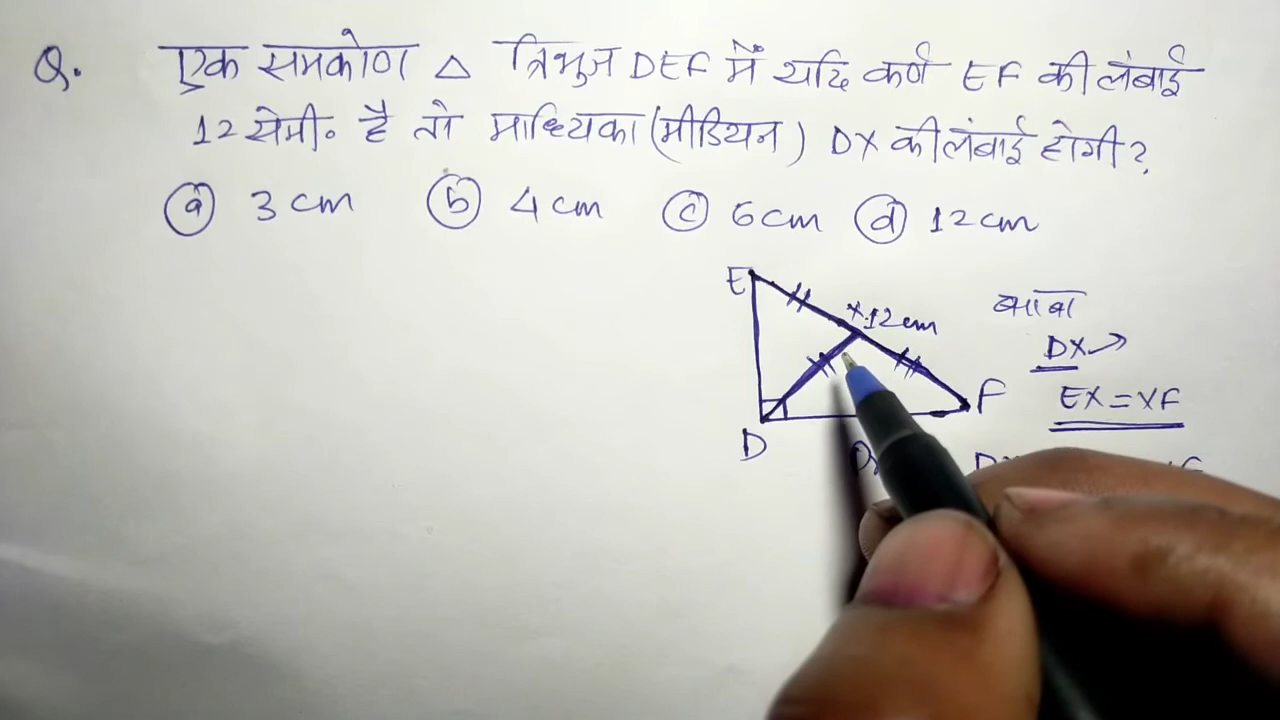 Q. एक समकोण △ त्रिभुज DEF में यदि कर्ण EF की लंबाई
12 सेमी. है तो माध्यिका (मीडियन) DX की लंबाई होगी?
(a) 3 cm (b) 4 cm (c) 6 cm (d) 12 cm
E
X 12 cm
DX →
EX = XF
F
D